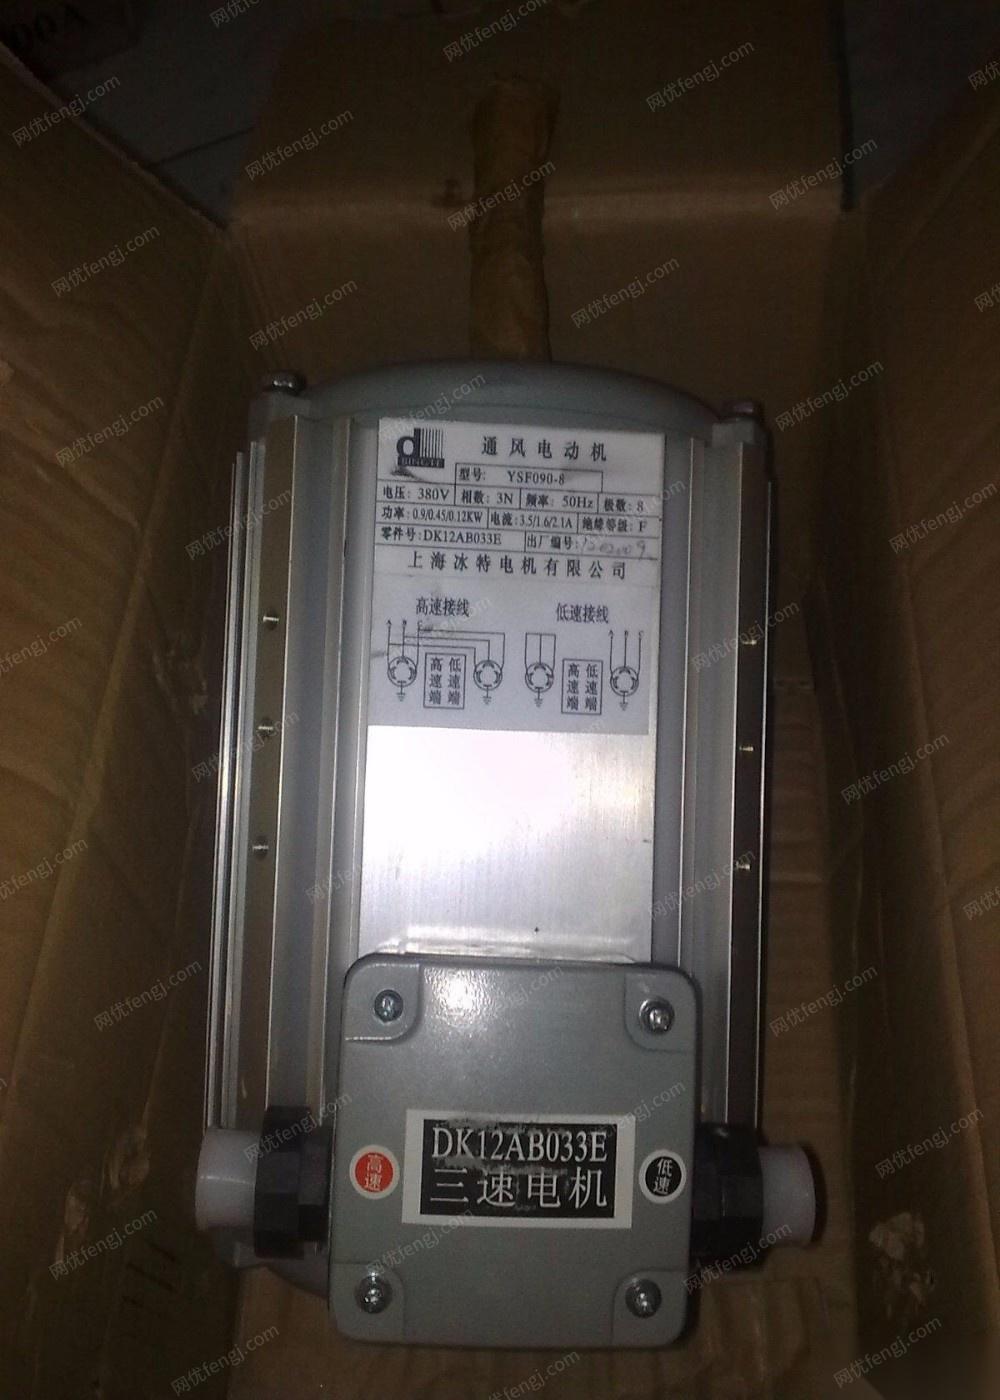 通风电动机
型号: YSF090-8
电压: 380V 相数: 3N 频率: 50Hz 极数: 8
功率: 0.9/0.45/0.12KW 电流: 3.5/1.6/2.1A 绝缘等级: F
零件号: DK12AB033E 出厂编号:
上海冰特电机有限公司
高速接线 低速接线
高速端 低速端 高速端 低速端
DK12AB033E
高速 三速电机 低速
网优fengj.com